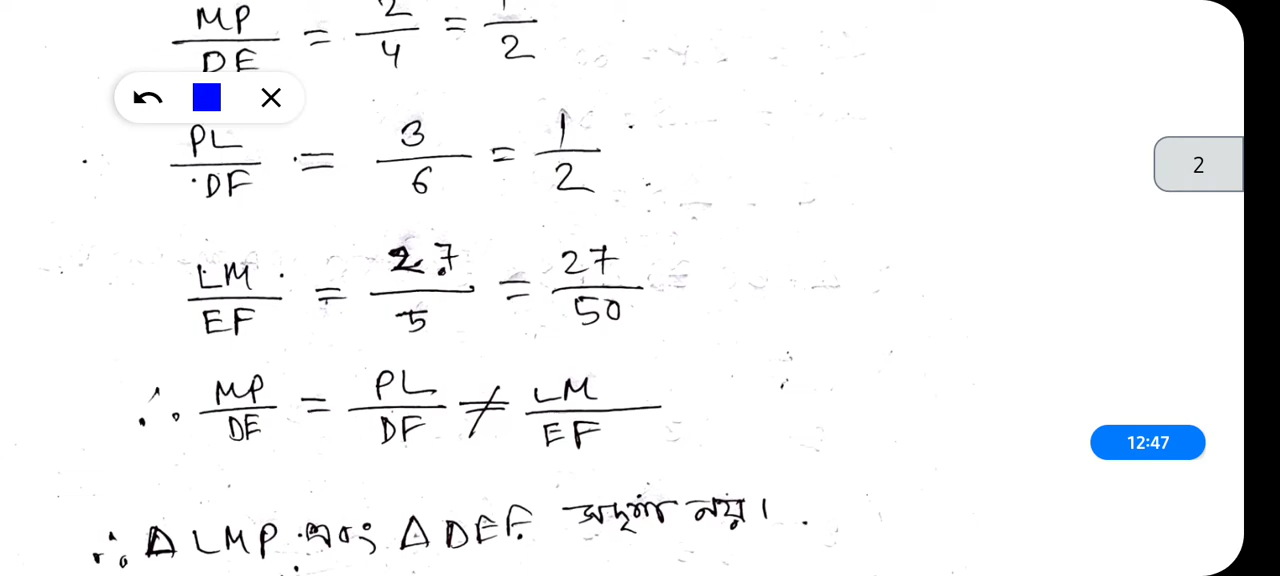 MP/DE = 2/4 = 1/2
PL/DF = 3/6 = 1/2
2
LM/EF = 2.7/5 = 27/50
∴ MP/DE = PL/DF ≠ LM/EF
12:47
∴ Δ LMP এবং Δ DEF সদৃশ নয়।